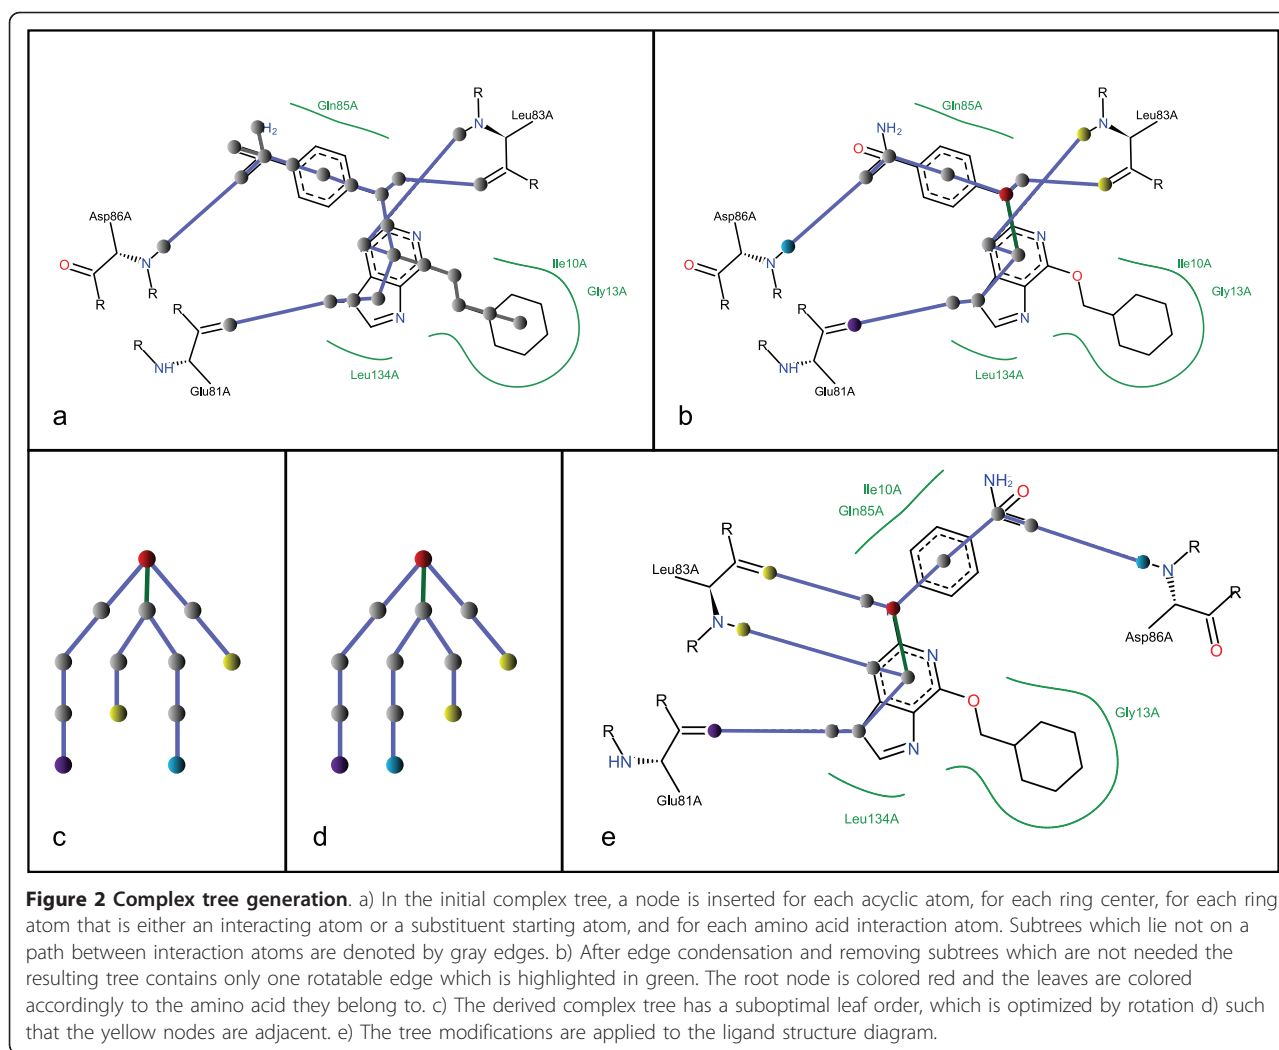 Gln85A
R
Leu83A
N
H2
R
Asp86A
N
O
N
R
R
Ile10A
Gly13A
R
N
R
NH
Leu134A
Glu81A
a
Gln85A
R
Leu83A
N
NH2
O
R
Asp86A
N
O
N
R
R
Ile10A
Gly13A
O
R
N
R
NH
Leu134A
Glu81A
b
c
d
Ile10A
NH2
O
Gln85A
R
R
Leu83A
N
N
R
R
Asp86A
O
N
R
O
Gly13A
R
N
HN
Glu81A
Leu134A
e
Figure 2 Complex tree generation. a) In the initial complex tree, a node is inserted for each acyclic atom, for each ring center, for each ring
atom that is either an interacting atom or a substituent starting atom, and for each amino acid interaction atom. Subtrees which lie not on a
path between interaction atoms are denoted by gray edges. b) After edge condensation and removing subtrees which are not needed the
resulting tree contains only one rotatable edge which is highlighted in green. The root node is colored red and the leaves are colored
accordingly to the amino acid they belong to. c) The derived complex tree has a suboptimal leaf order, which is optimized by rotation d) such
that the yellow nodes are adjacent. e) The tree modifications are applied to the ligand structure diagram.